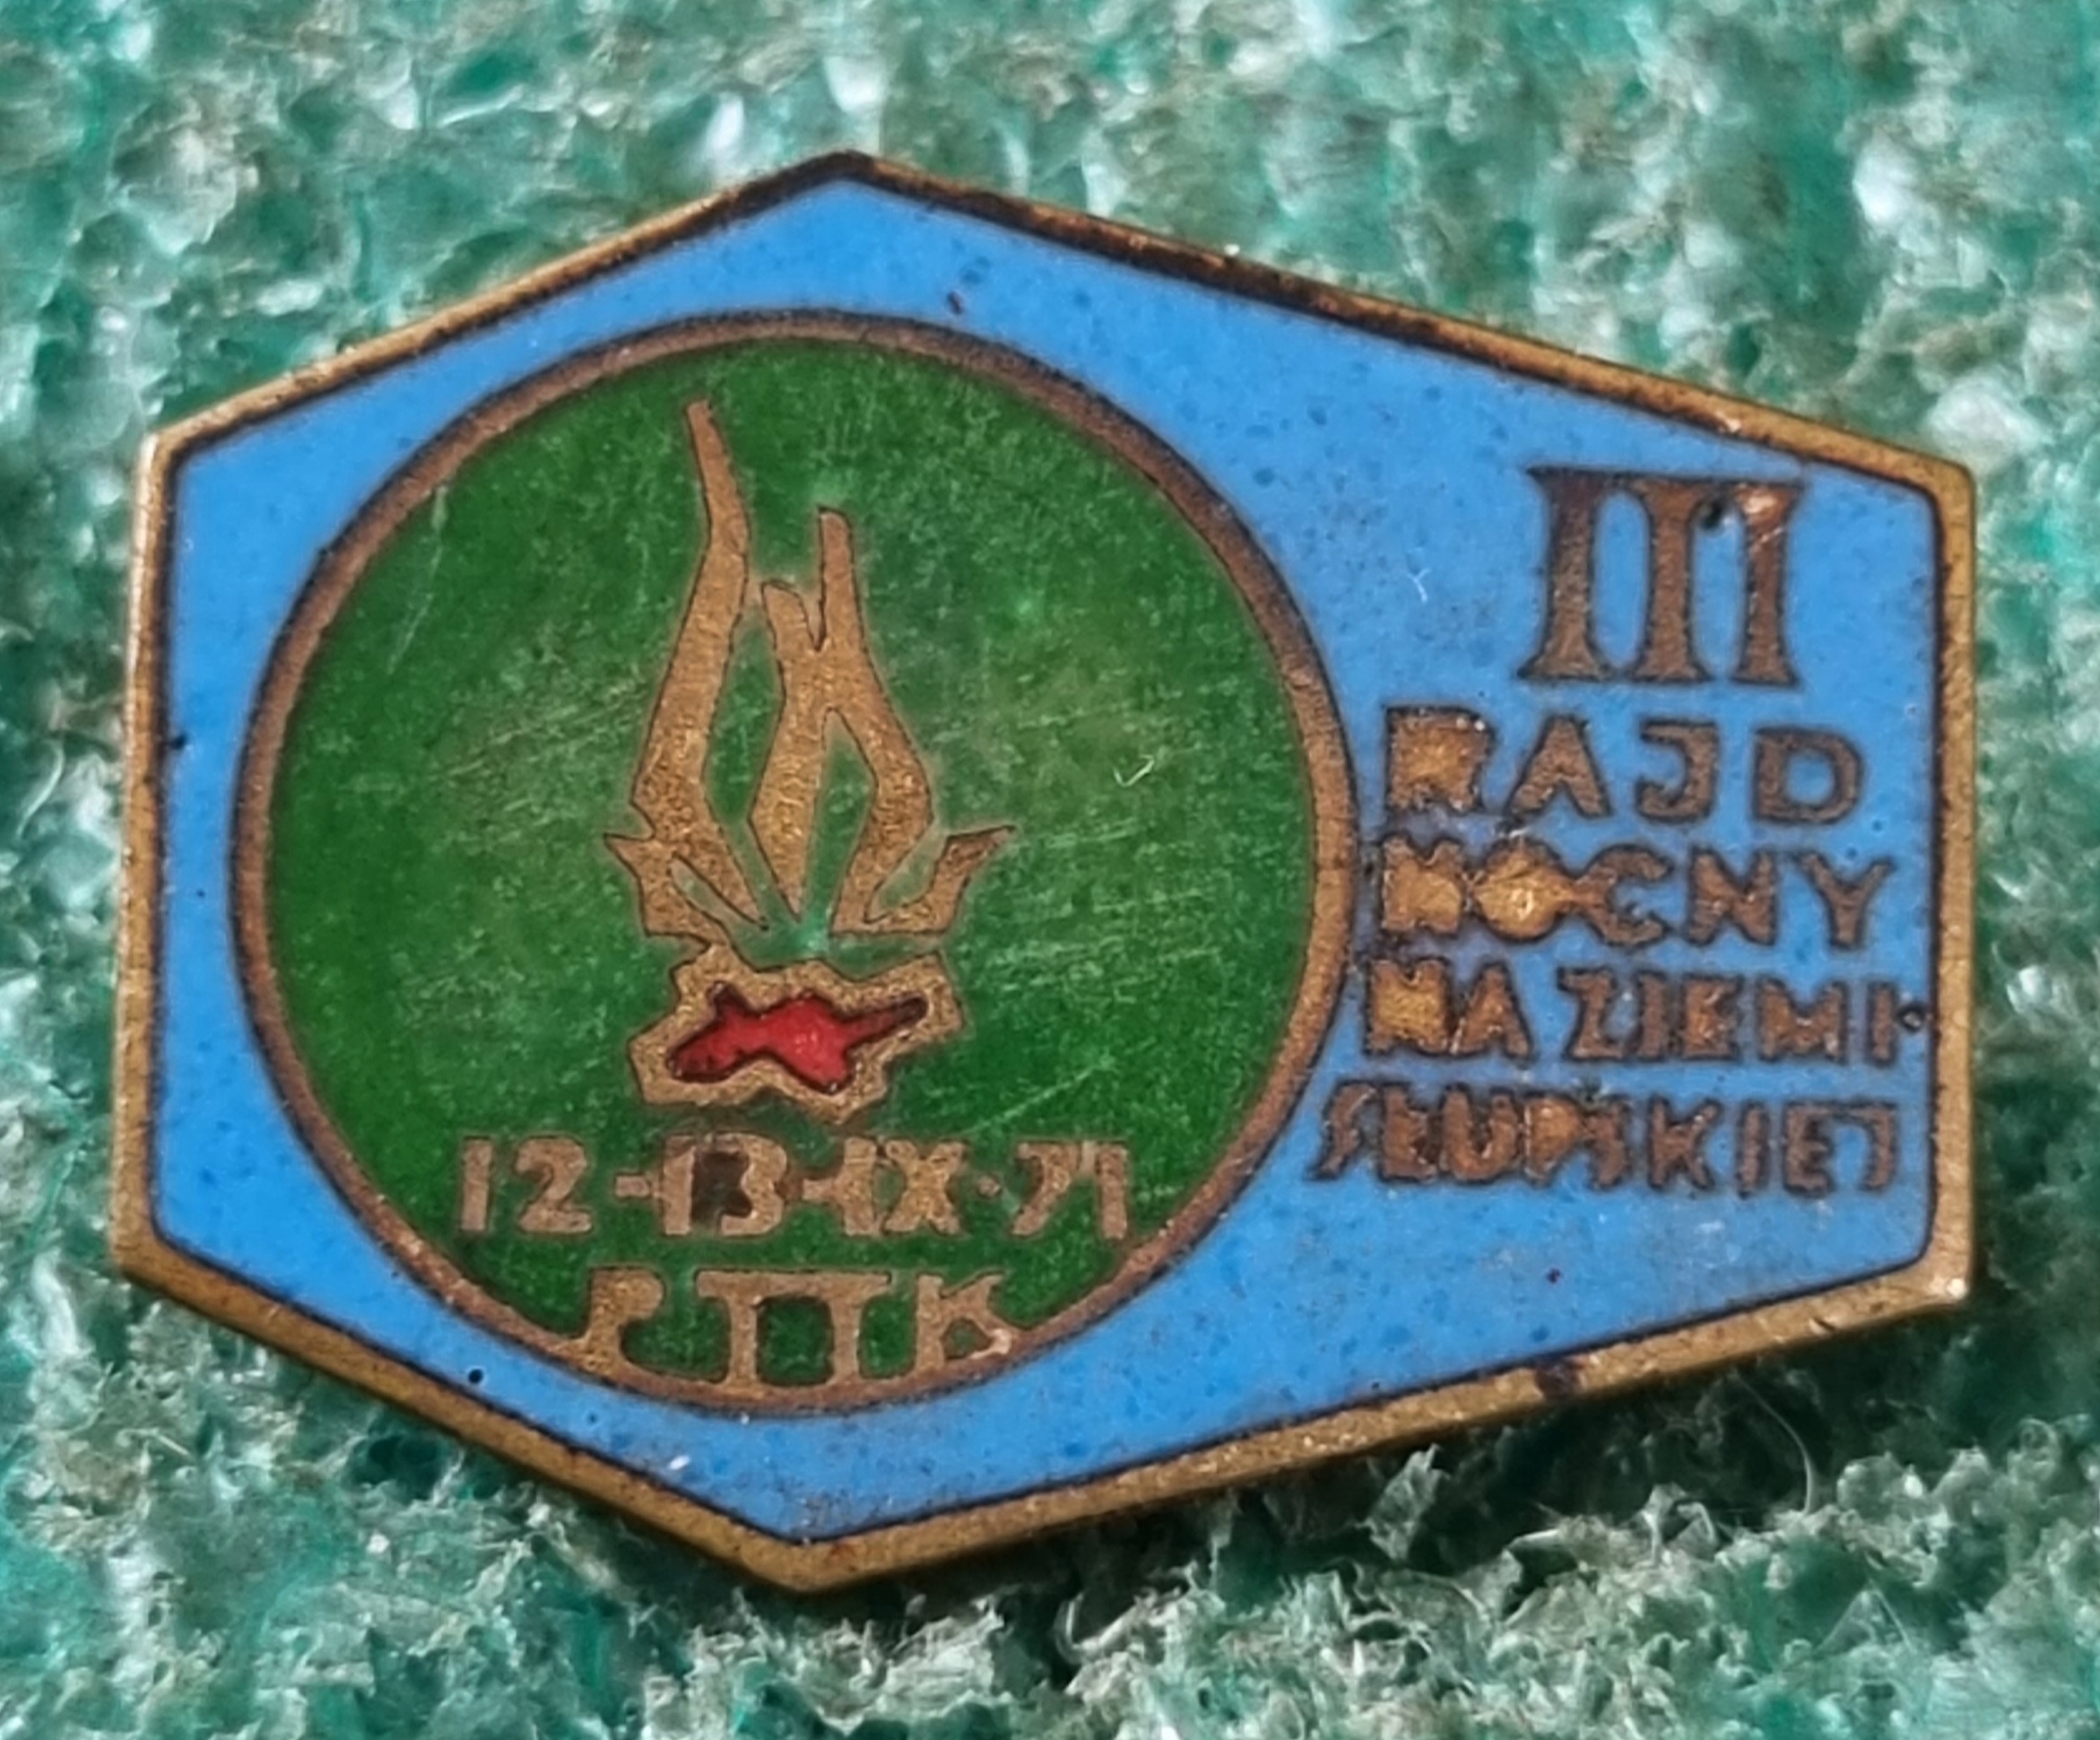 12-13-IX-71
PTTK
III
RAJD
NOCNY
NA ZIEMI
SŁUPSKIEJ